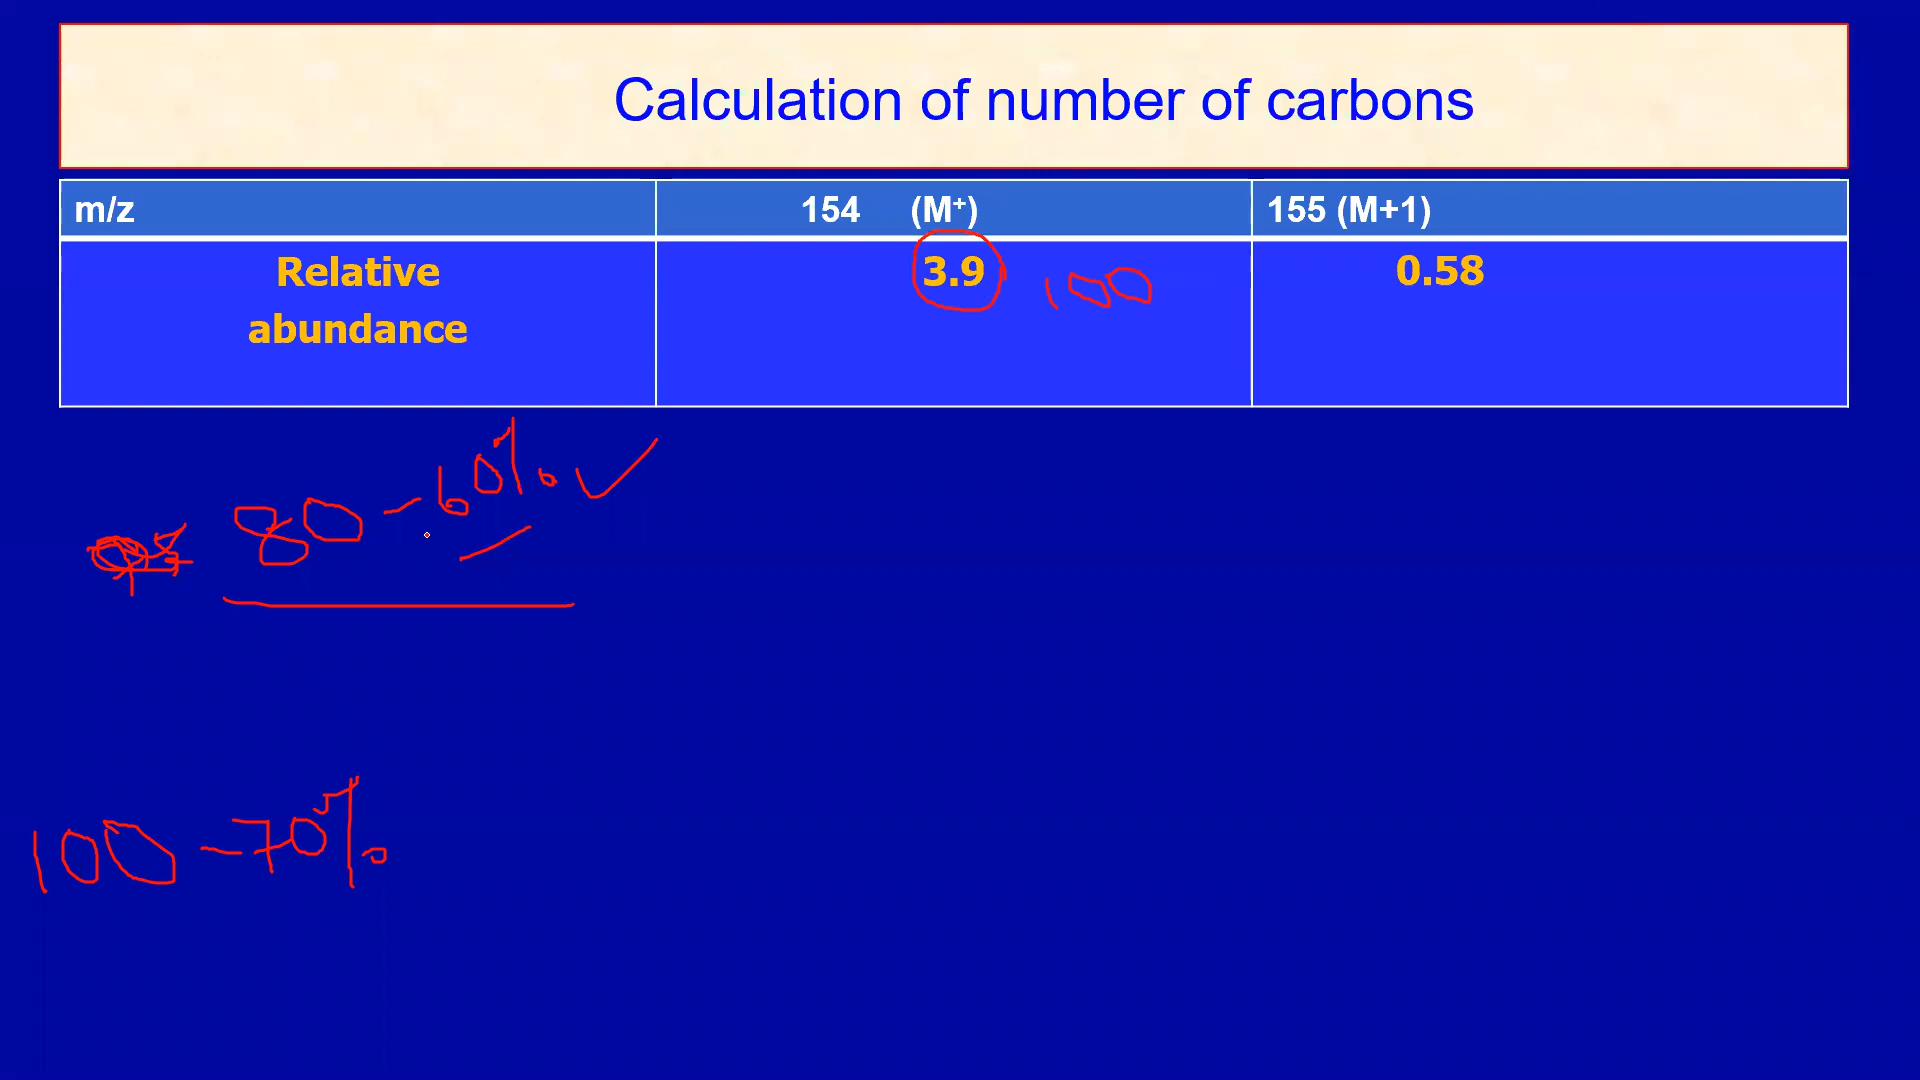 Calculation of number of carbons
m/z 154 (M⁺) 155 (M+1)
Relative abundance 3.9 100 0.58
80 - 60%
100 - 70%